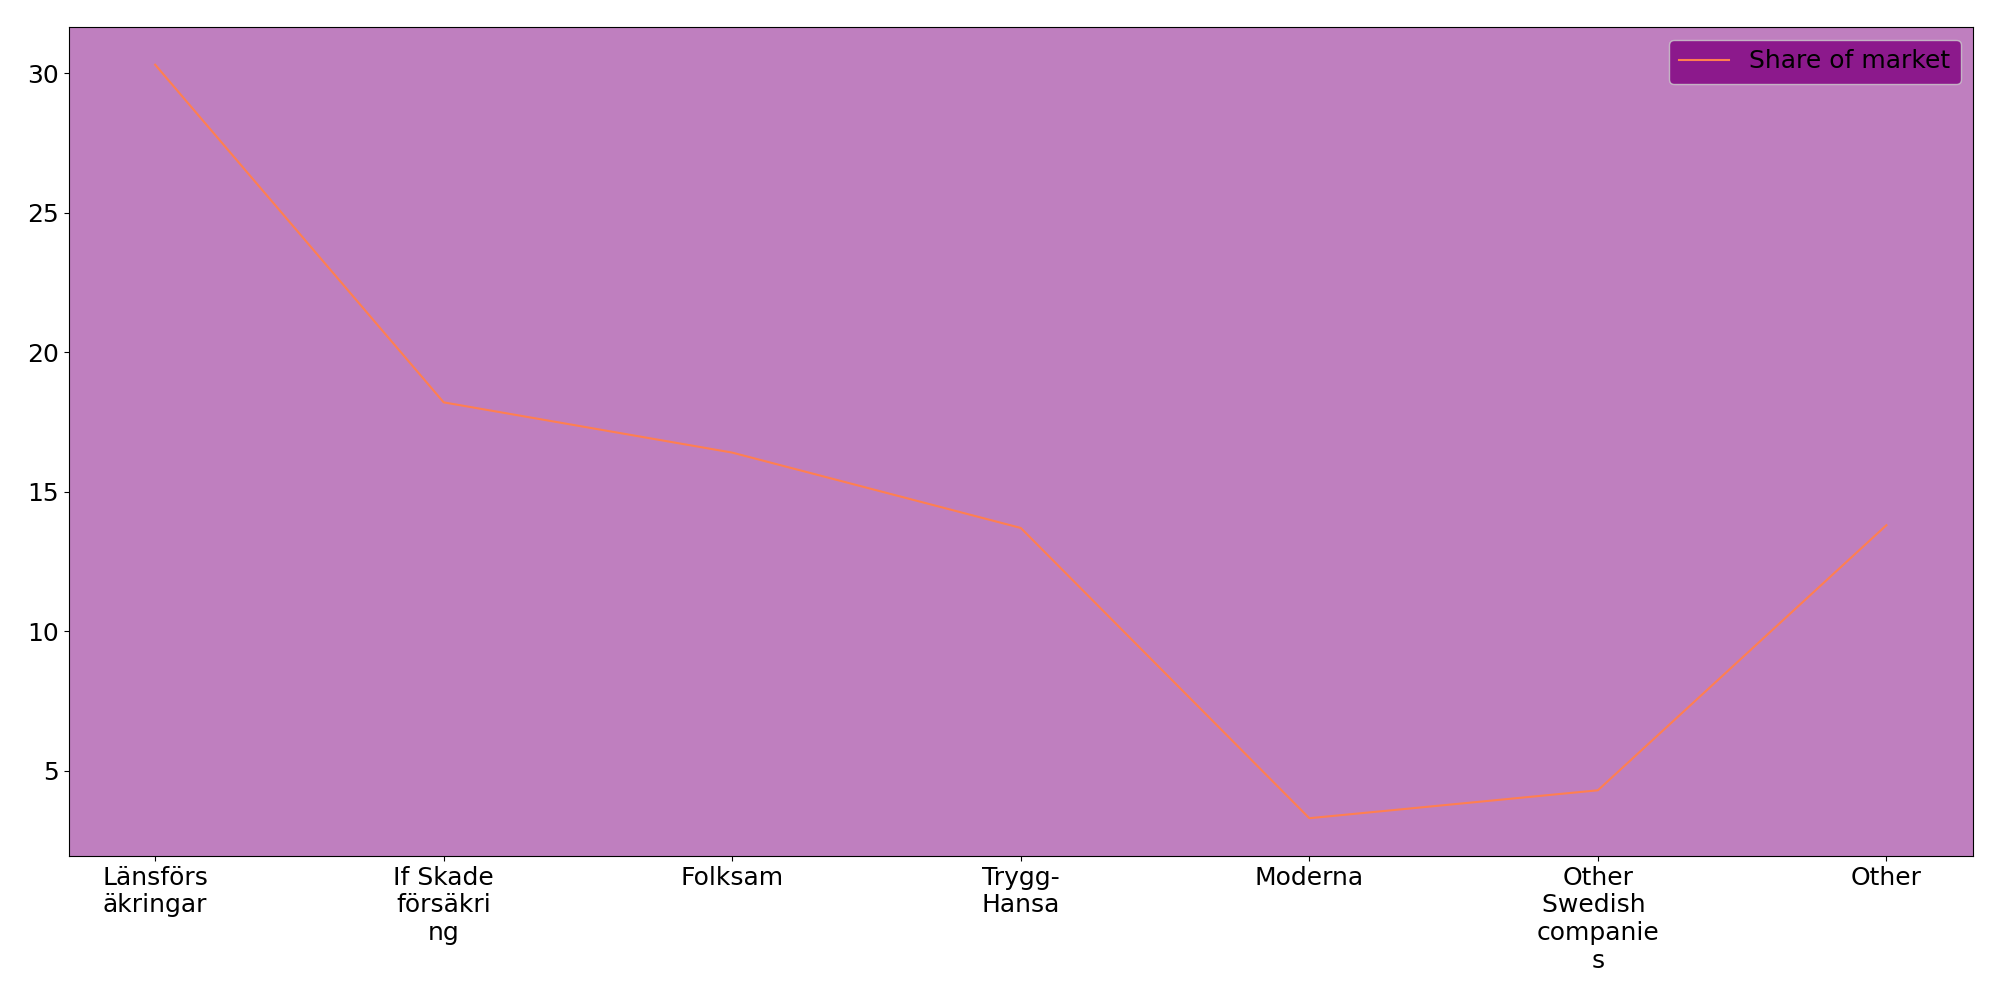 Share of market
30
25
20
15
10
5
Länsförs
äkringar
If Skade
försäkri
ng
Folksam
Trygg-
Hansa
Moderna
Other
Swedish
companie
s
Other